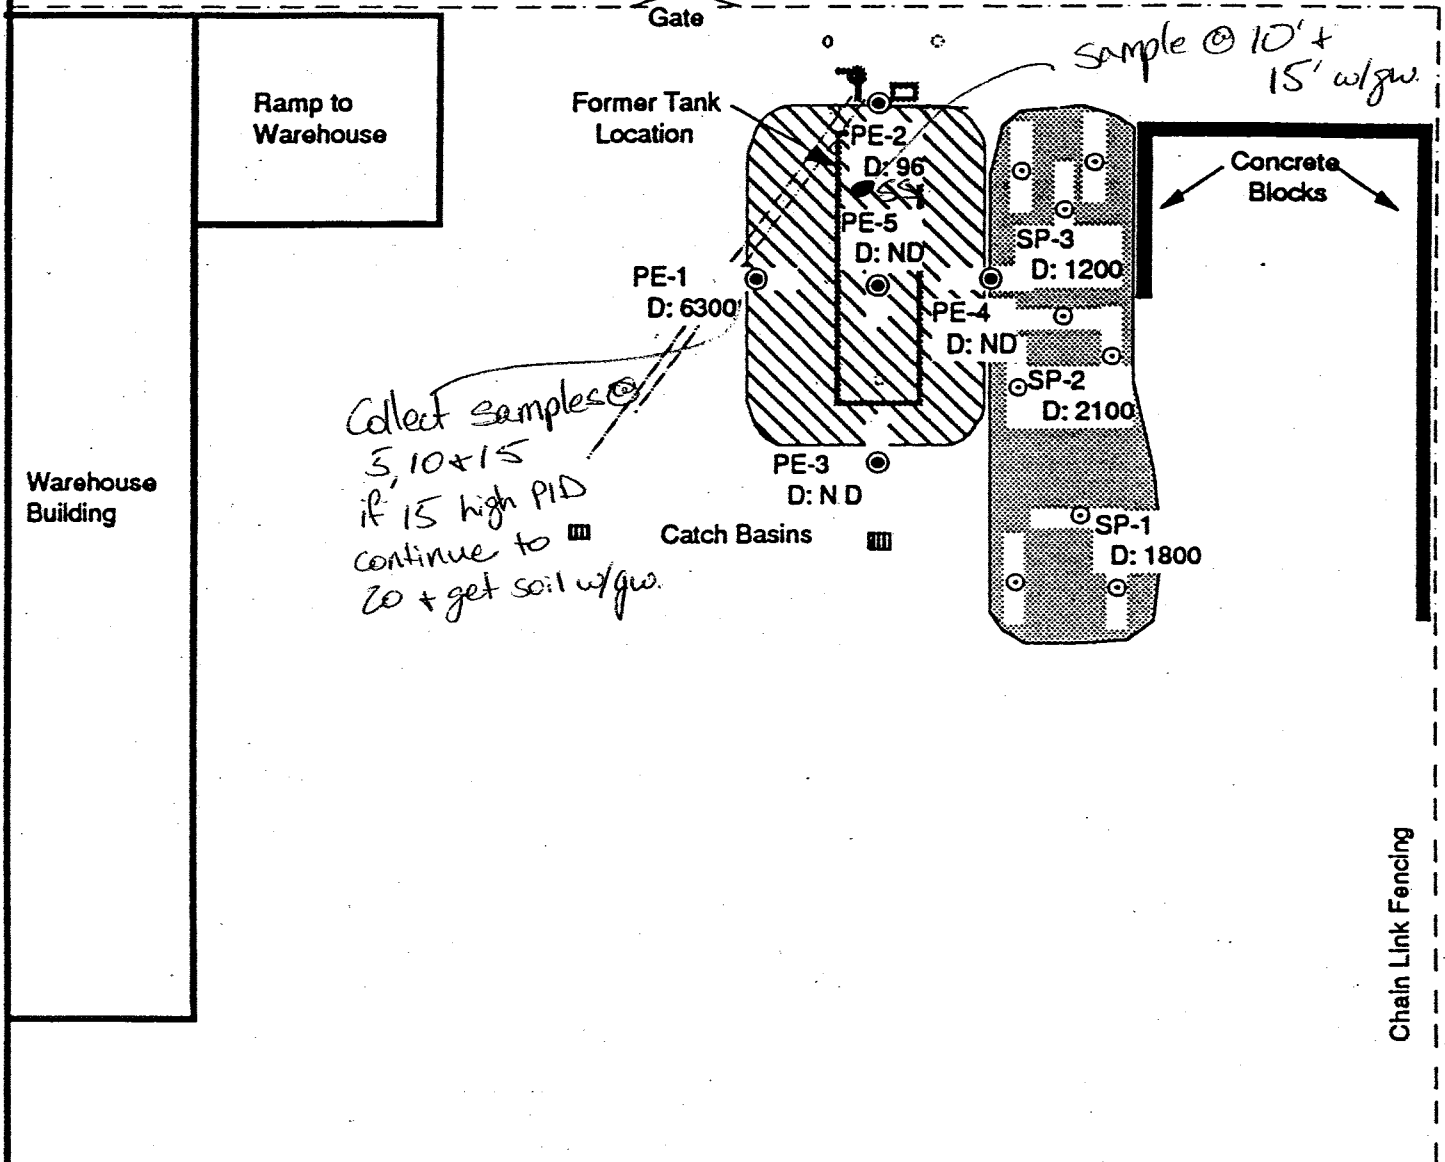 Gate
sample @ 10' +
15' w/gw.
Ramp to
Warehouse
Former Tank
Location
PE-2
D: 96
Concrete
Blocks
PE-5
D: ND
SP-3
D: 1200
PE-1
D: 6300
PE-4
D: ND
SP-2
D: 2100
Collect samples @
5, 10 + 15
if 15 high PID
continue to
20 + get soil w/gw.
PE-3
D: N D
Warehouse
Building
Catch Basins
SP-1
D: 1800
Chain Link Fencing